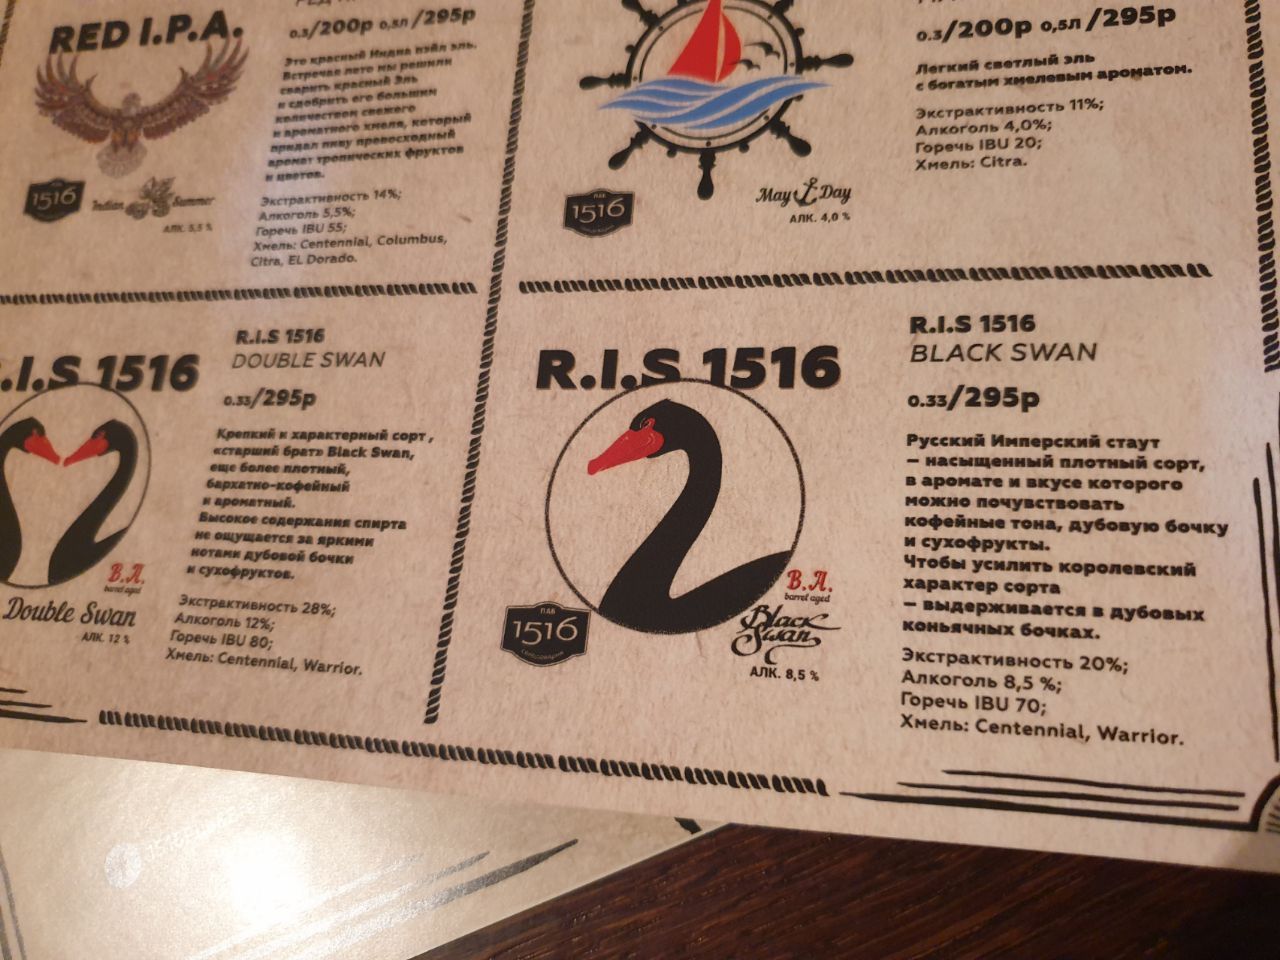 RED I.P.A.
0.3/200р 0,5л/295р
Это красный Индиа пэйл эль.
Встречая лето мы решили
сварить красный Эль
и сдобрить его большим
количеством свежего
и ароматного хмеля, который
придал пиву превосходный
аромат тропических фруктов
и цветов.
Экстрактивность 14%;
Алкоголь 5,5%;
Горечь IBU 55;
Хмель: Centennial, Columbus,
Citra, EL Dorado.
1516
Indian Summer
АЛК. 5,5 %
0.3/200р 0,5л/295р
Легкий светлый эль
с богатым хмелевым ароматом.
Экстрактивность 11%;
Алкоголь 4,0%;
Горечь IBU 20;
Хмель: Citra.
ПАБ
1516
May Day
АЛК. 4,0 %
.I.S 1516
R.I.S 1516
DOUBLE SWAN
0.33/295р
Крепкий и характерный сорт,
«старший брат» Black Swan,
еще более плотный,
бархатно-кофейный
и ароматный.
Высокое содержания спирта
не ощущается за яркими
нотами дубовой бочки
и сухофруктов.
Экстрактивность 28%;
Алкоголь 12%;
Горечь IBU 80;
Хмель: Centennial, Warrior.
B.A.
barrel aged
Double Swan
АЛК. 12 %
R.I.S 1516
R.I.S 1516
BLACK SWAN
0.33/295р
Русский Имперский стаут
– насыщенный плотный сорт,
в аромате и вкусе которого
можно почувствовать
кофейные тона, дубовую бочку
и сухофрукты.
Чтобы усилить королевский
характер сорта
– выдерживается в дубовых
коньячных бочках.
Экстрактивность 20%;
Алкоголь 8,5 %;
Горечь IBU 70;
Хмель: Centennial, Warrior.
ПАБ
1516
B.A.
barrel aged
Black
Swan
АЛК. 8,5 %